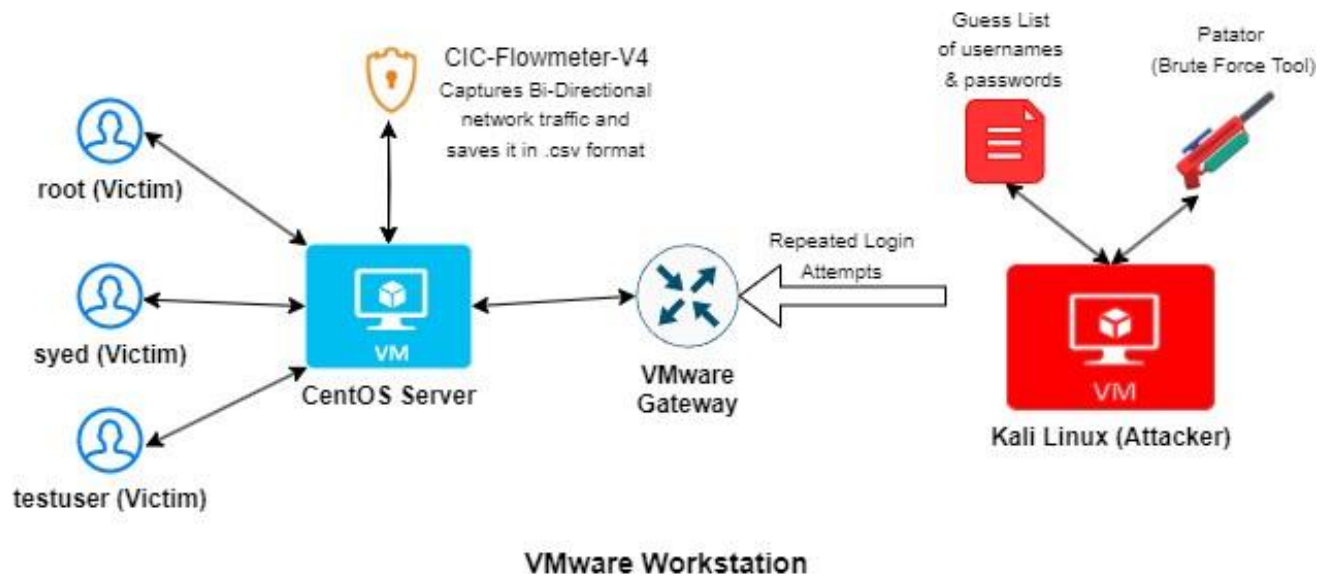 CIC-Flowmeter-V4
Captures Bi-Directional
network traffic and
saves it in .csv format
Guess List
of usernames
& passwords
Patator
(Brute Force Tool)
root (Victim)
syed (Victim)
testuser (Victim)
VM
CentOS Server
VMware
Gateway
Repeated Login
Attempts
VM
Kali Linux (Attacker)
VMware Workstation